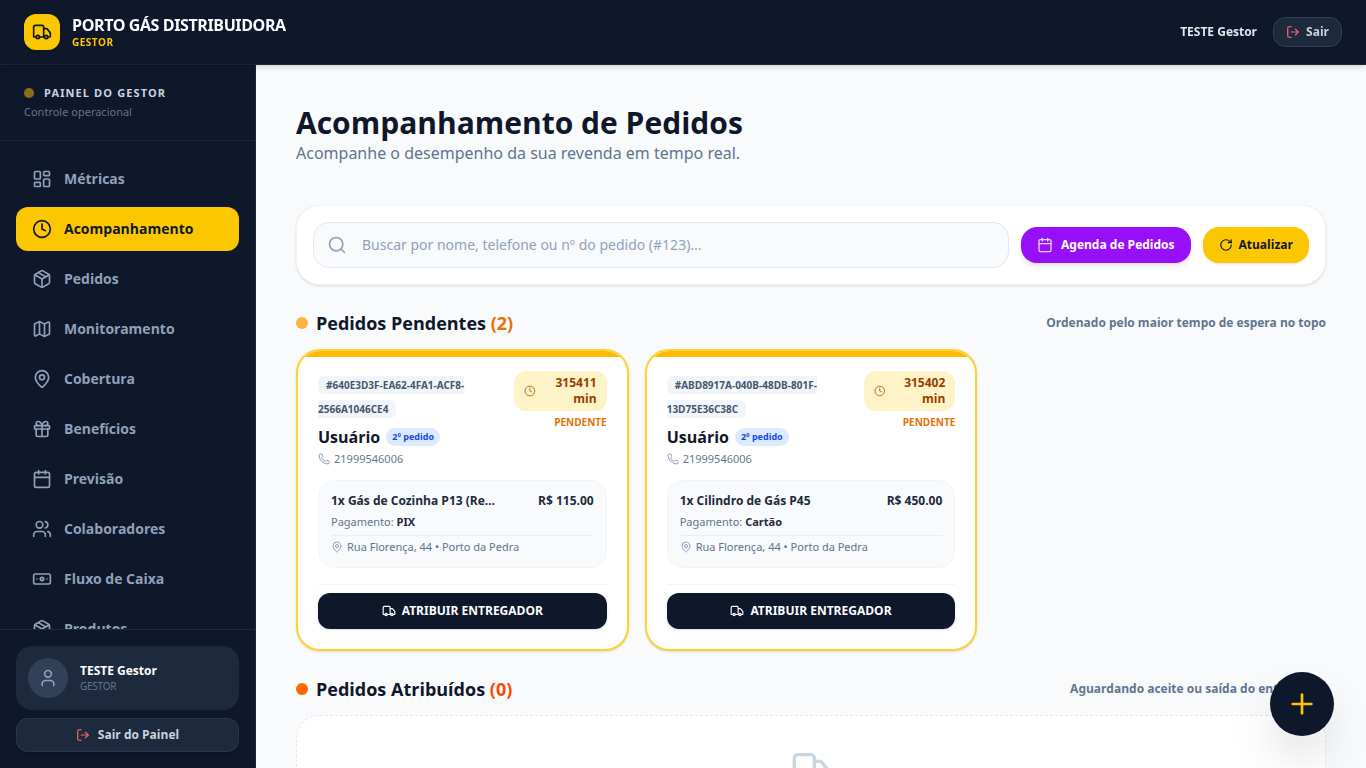 PORTO GÁS DISTRIBUIDORA
GESTOR
TESTE Gestor
Sair
PAINEL DO GESTOR
Controle operacional
Métricas
Acompanhamento
Pedidos
Monitoramento
Cobertura
Benefícios
Previsão
Colaboradores
Fluxo de Caixa
Produtos
TESTE Gestor
GESTOR
Sair do Painel
Acompanhamento de Pedidos
Acompanhe o desempenho da sua revenda em tempo real.
Buscar por nome, telefone ou nº do pedido (#123)...
Agenda de Pedidos
Atualizar
Pedidos Pendentes (2)
Ordenado pelo maior tempo de espera no topo
#640E3D3F-EA62-4FA1-ACF8-
2566A1046CE4
315411
min
PENDENTE
Usuário 2º pedido
21999546006
1x Gás de Cozinha P13 (Re... R$ 115.00
Pagamento: PIX
Rua Florença, 44 • Porto da Pedra
ATRIBUIR ENTREGADOR
#ABD8917A-040B-48DB-801F-
13D75E36C38C
315402
min
PENDENTE
Usuário 2º pedido
21999546006
1x Cilindro de Gás P45 R$ 450.00
Pagamento: Cartão
Rua Florença, 44 • Porto da Pedra
ATRIBUIR ENTREGADOR
Pedidos Atribuídos (0)
Aguardando aceite ou saída do